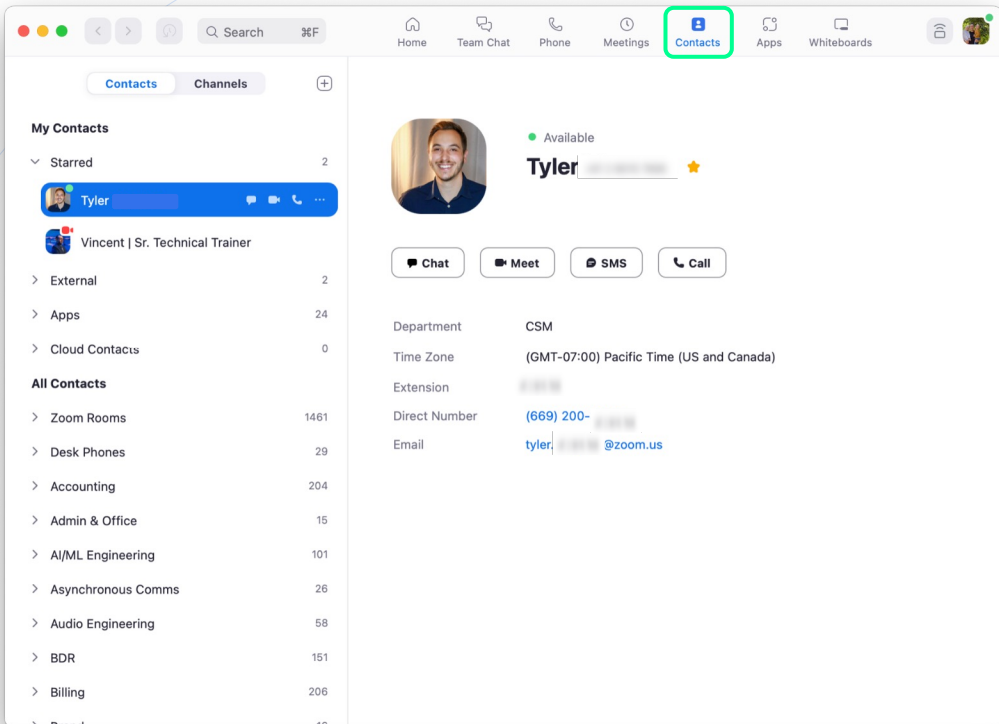 Search ⌘F
Home Team Chat Phone Meetings Contacts Apps Whiteboards
Contacts Channels
My Contacts
Starred 2
Tyler
Vincent | Sr. Technical Trainer
External 2
Apps 24
Cloud Contacts 0
All Contacts
Zoom Rooms 1461
Desk Phones 29
Accounting 204
Admin & Office 15
AI/ML Engineering 101
Asynchronous Comms 26
Audio Engineering 58
BDR 151
Billing 206
Available
Tyler
Chat Meet SMS Call
Department CSM
Time Zone (GMT-07:00) Pacific Time (US and Canada)
Extension
Direct Number (669) 200-
Email tyler. @zoom.us